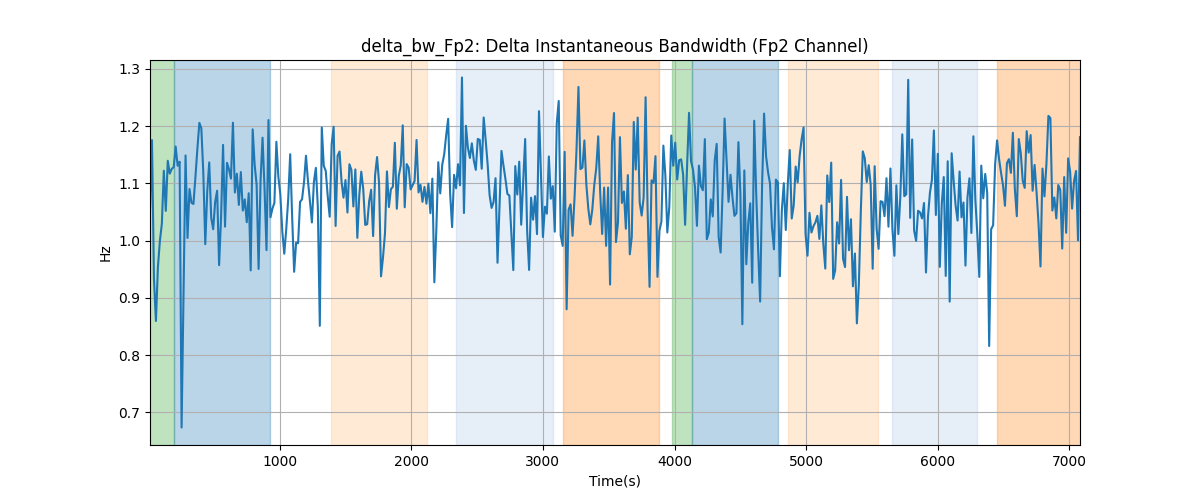 delta_bw_Fp2: Delta Instantaneous Bandwidth (Fp2 Channel)
1.3
1.2
1.1
1.0
0.9
0.8
0.7
Hz
1000 2000 3000 4000 5000 6000 7000
Time(s)